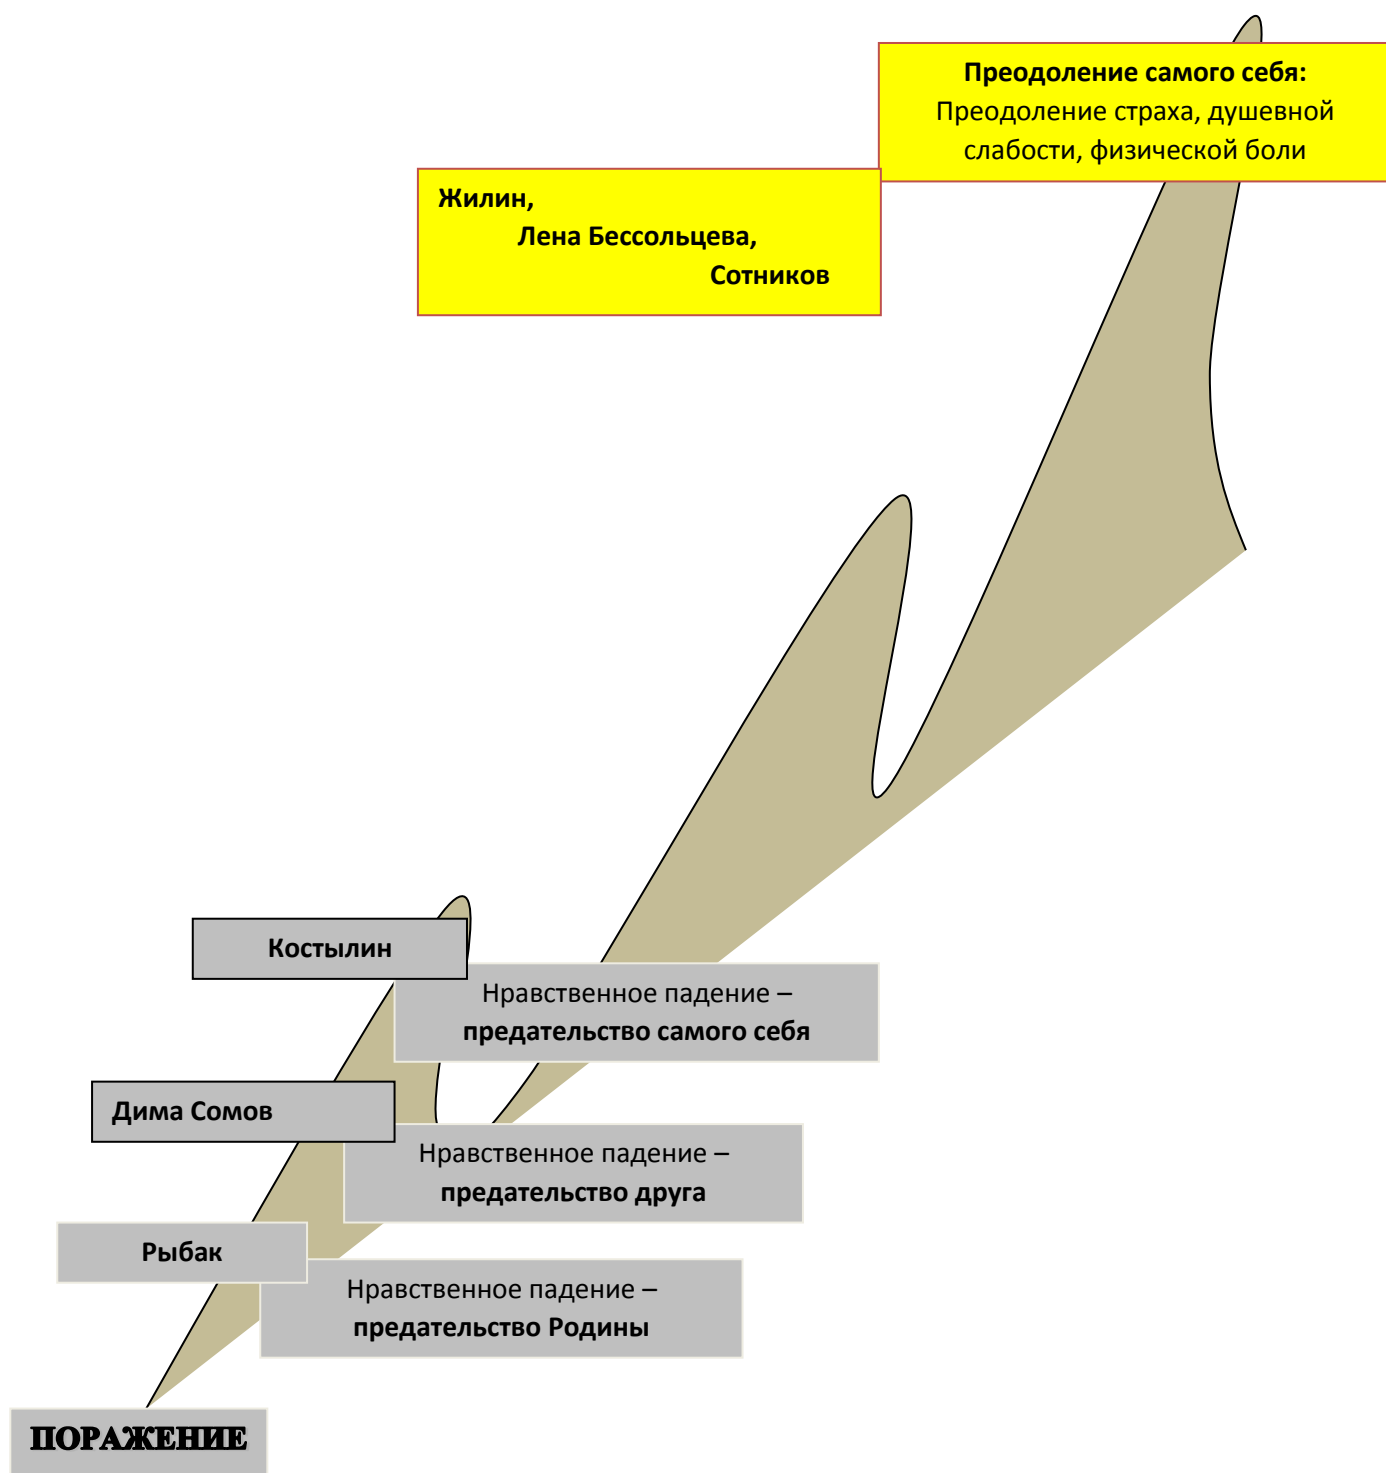 Преодоление самого себя:
Преодоление страха, душевной
слабости, физической боли
Жилин,
Лена Бессольцева,
Сотников
Костылин
Нравственное падение –
предательство самого себя
Дима Сомов
Нравственное падение –
предательство друга
Рыбак
Нравственное падение –
предательство Родины
ПОРАЖЕНИЕ